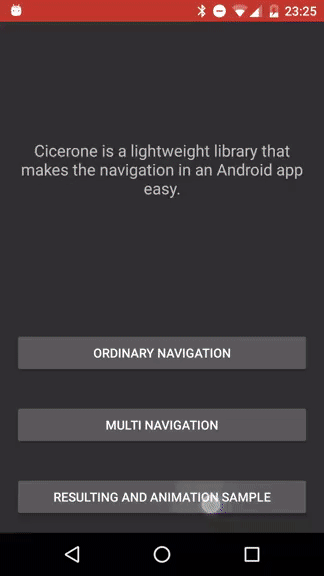 23:25
Cicerone is a lightweight library that
makes the navigation in an Android app
easy.
ORDINARY NAVIGATION
MULTI NAVIGATION
RESULTING AND ANIMATION SAMPLE